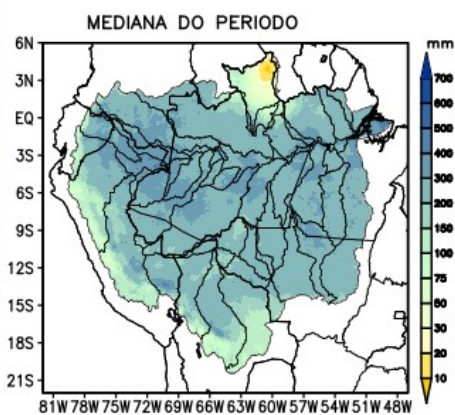 MEDIANA DO PERIODO
6N
3N
EQ
3S
6S
9S
12S
15S
18S
21S
81W 78W 75W 72W 69W 66W 63W 60W 57W 54W 51W 48W
mm
700
600
500
400
300
200
150
100
75
50
30
20
10